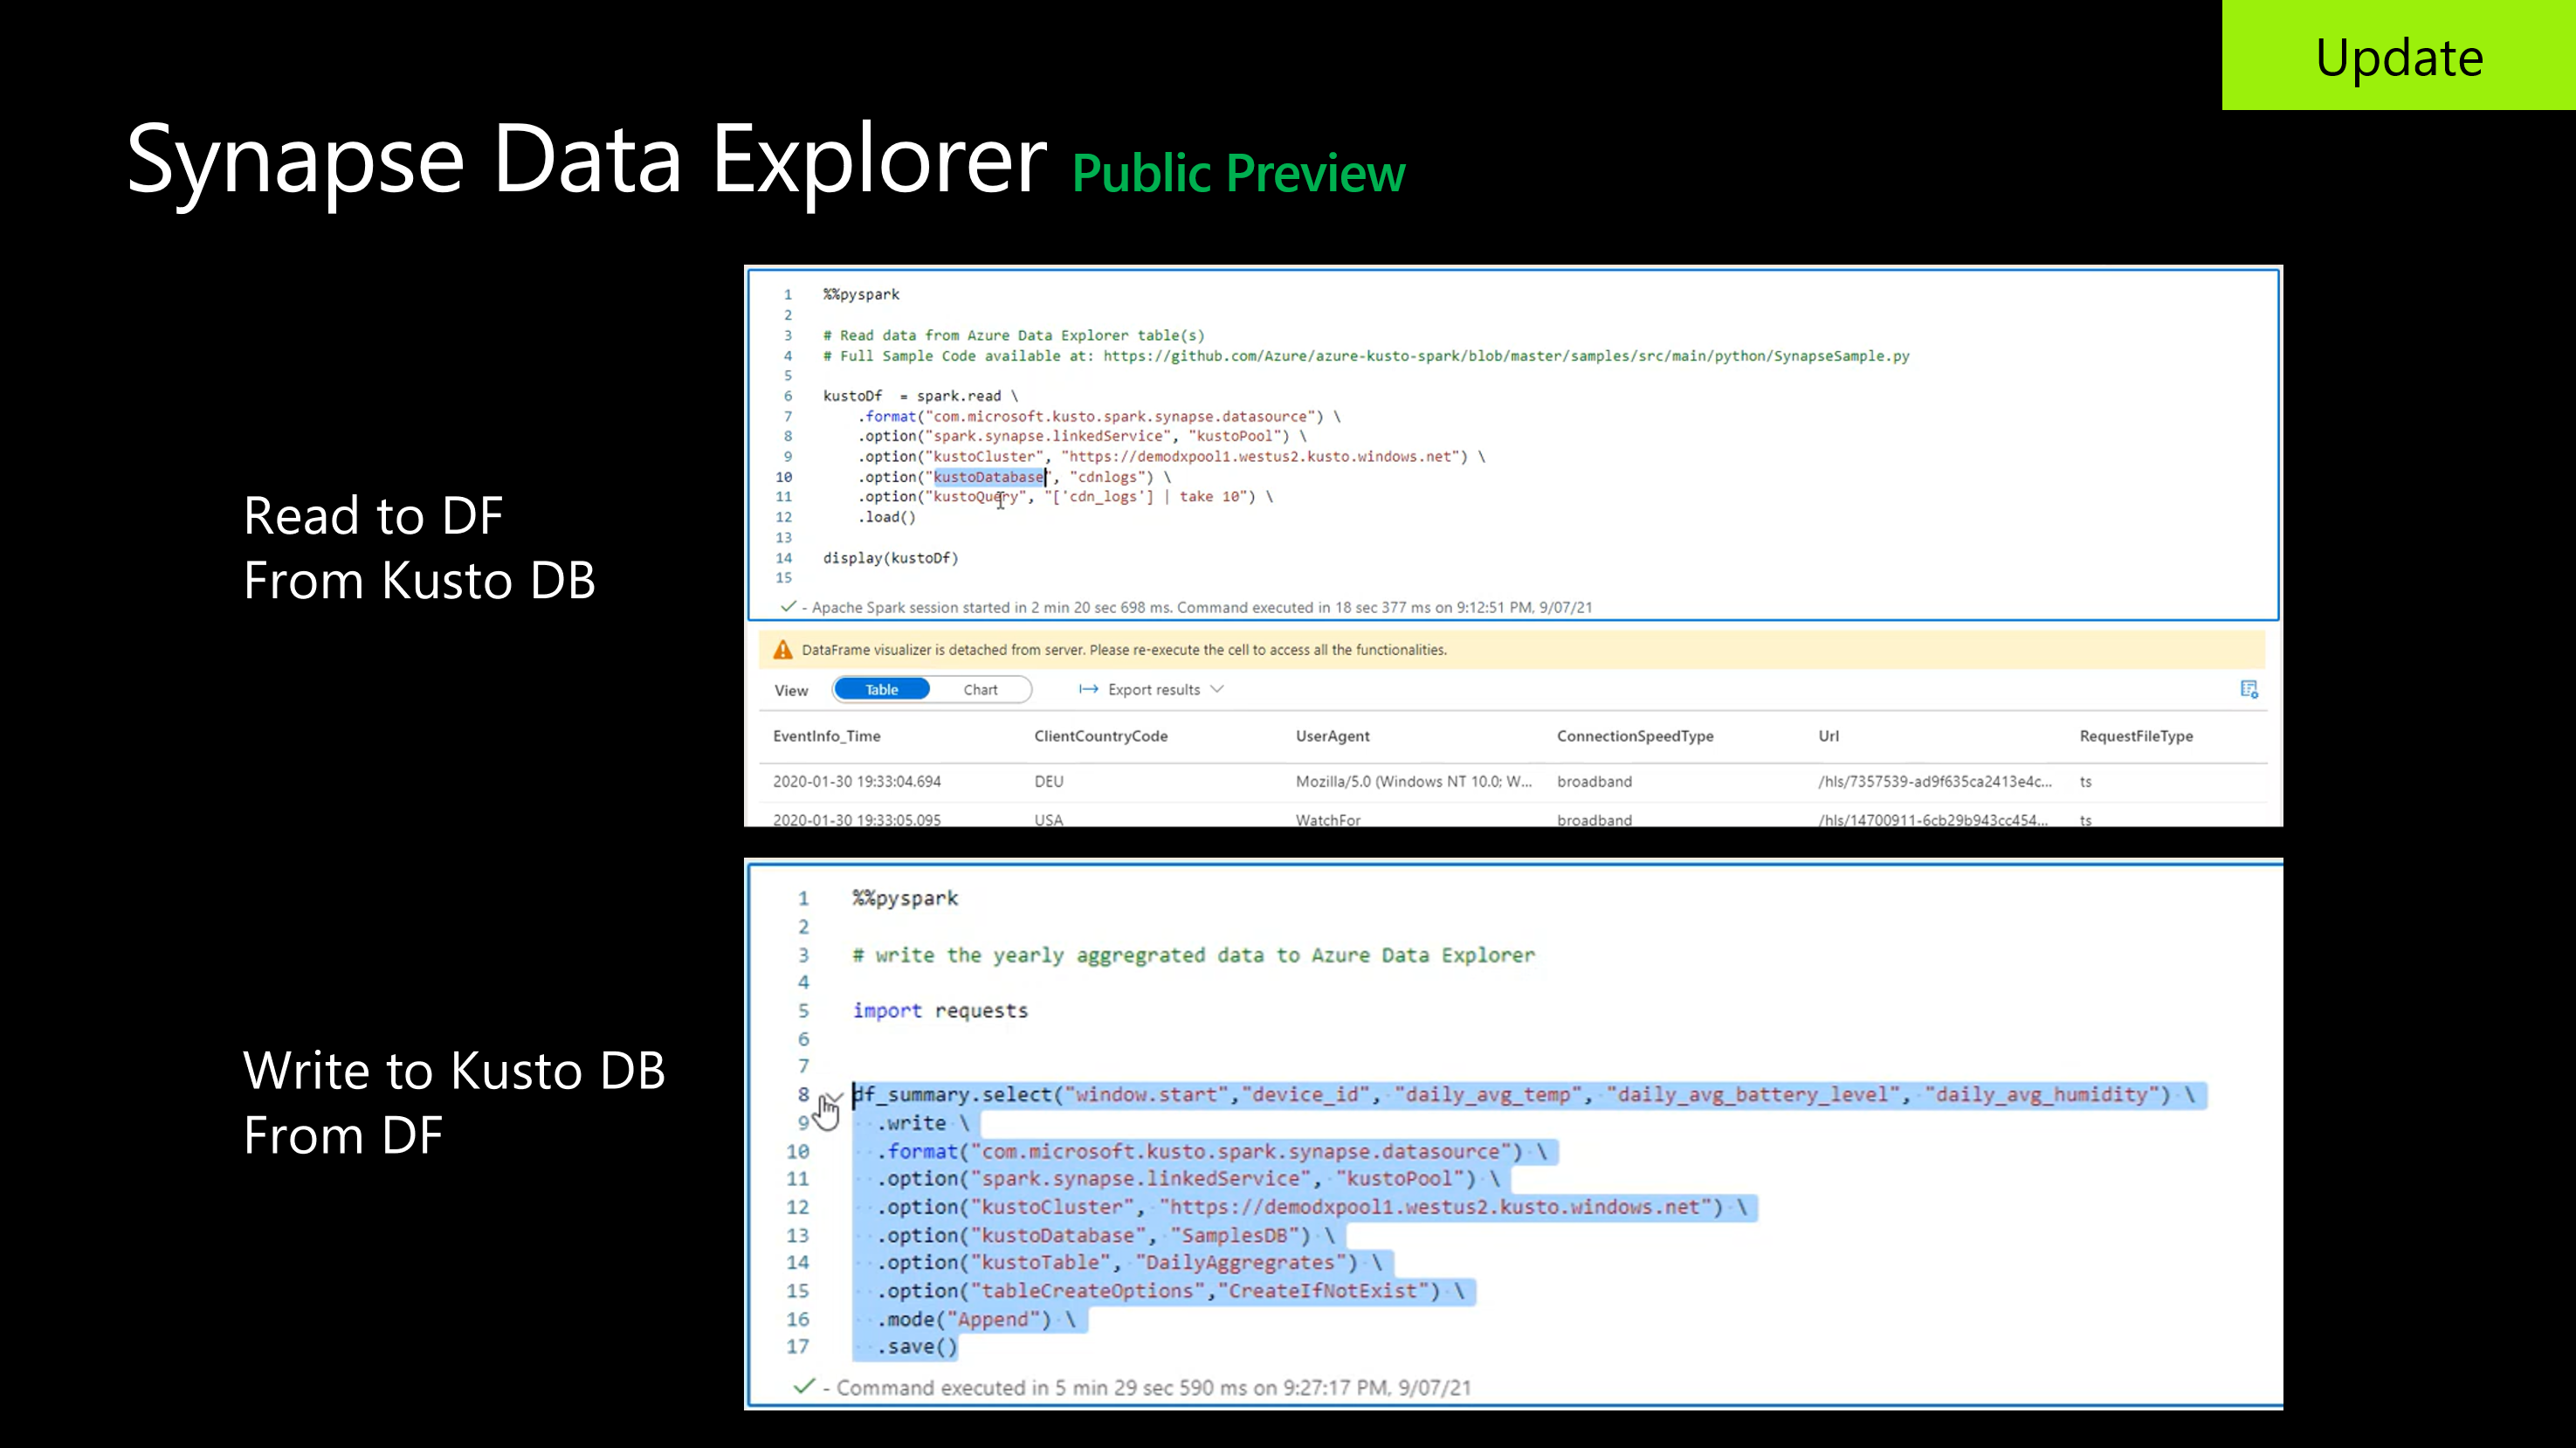 Update
Synapse Data Explorer Public Preview
Read to DF
From Kusto DB
1 %%pyspark
2
3 # Read data from Azure Data Explorer table(s)
4 # Full Sample Code available at: https://github.com/Azure/azure-kusto-spark/blob/master/samples/src/main/python/SynapseSample.py
5
6 kustoDf  = spark.read \
7     .format("com.microsoft.kusto.spark.synapse.datasource") \
8     .option("spark.synapse.linkedService", "kustoPool") \
9     .option("kustoCluster", "https://demodxpool1.westus2.kusto.windows.net") \
10     .option("kustoDatabase", "cdnlogs") \
11     .option("kustoQuery", "['cdn_logs'] | take 10") \
12     .load()
13
14 display(kustoDf)
15
- Apache Spark session started in 2 min 20 sec 698 ms. Command executed in 18 sec 377 ms on 9:12:51 PM, 9/07/21
DataFrame visualizer is detached from server. Please re-execute the cell to access all the functionalities.
View Table Chart Export results
EventInfo_Time ClientCountryCode UserAgent ConnectionSpeedType Url RequestFileType
2020-01-30 19:33:04.694 DEU Mozilla/5.0 (Windows NT 10.0; W... broadband /hls/7357539-ad9f635ca2413e4c... ts
2020-01-30 19:33:05.095 USA WatchFor broadband /hls/14700911-6cb29b943cc454... ts
Write to Kusto DB
From DF
1 %%pyspark
2
3 # write the yearly aggregrated data to Azure Data Explorer
4
5 import requests
6
7
8 df_summary.select("window.start","device_id", "daily_avg_temp", "daily_avg_battery_level", "daily_avg_humidity") \
9   .write \
10   .format("com.microsoft.kusto.spark.synapse.datasource") \
11   .option("spark.synapse.linkedService", "kustoPool") \
12   .option("kustoCluster", "https://demodxpool1.westus2.kusto.windows.net") \
13   .option("kustoDatabase", "SamplesDB") \
14   .option("kustoTable", "DailyAggregrates") \
15   .option("tableCreateOptions","CreateIfNotExist") \
16   .mode("Append") \
17   .save()
- Command executed in 5 min 29 sec 590 ms on 9:27:17 PM, 9/07/21